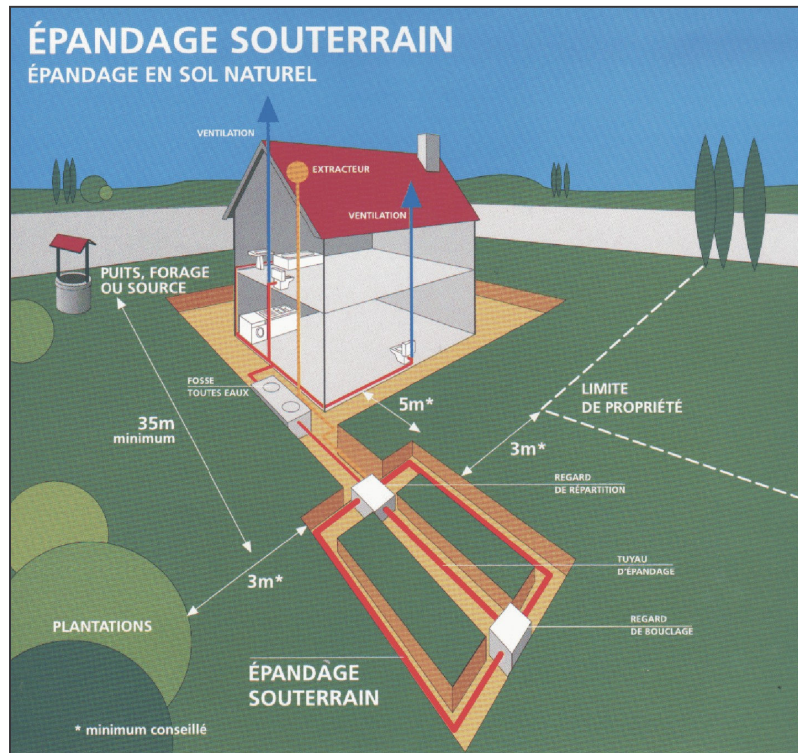 ÉPANDAGE SOUTERRAIN
ÉPANDAGE EN SOL NATUREL
VENTILATION
EXTRACTEUR
VENTILATION
PUITS, FORAGE
OU SOURCE
FOSSE
TOUTES EAUX
35m
minimum
5m*
LIMITE
DE PROPRIÉTÉ
3m*
REGARD
DE RÉPARTITION
TUYAU
D'ÉPANDAGE
3m*
PLANTATIONS
REGARD
DE BOUCLAGE
ÉPANDAGE
SOUTERRAIN
* minimum conseillé